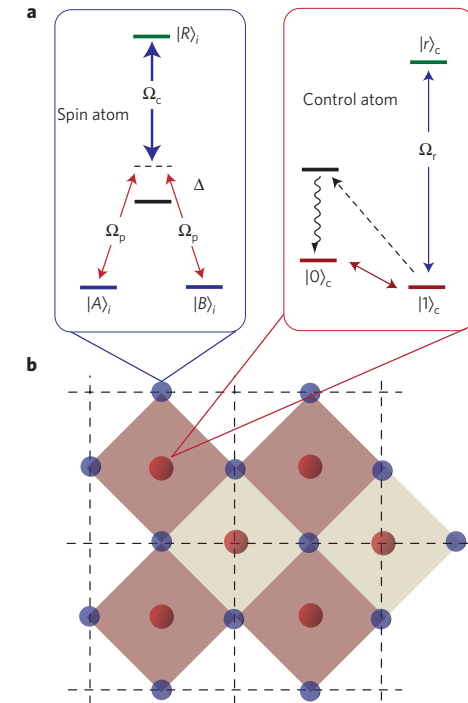 a
|R⟩i
|r⟩c
Ωc
Spin atom
Control atom
Ωr
Δ
Ωp
Ωp
|0⟩c
|A⟩i
|B⟩i
|1⟩c
b